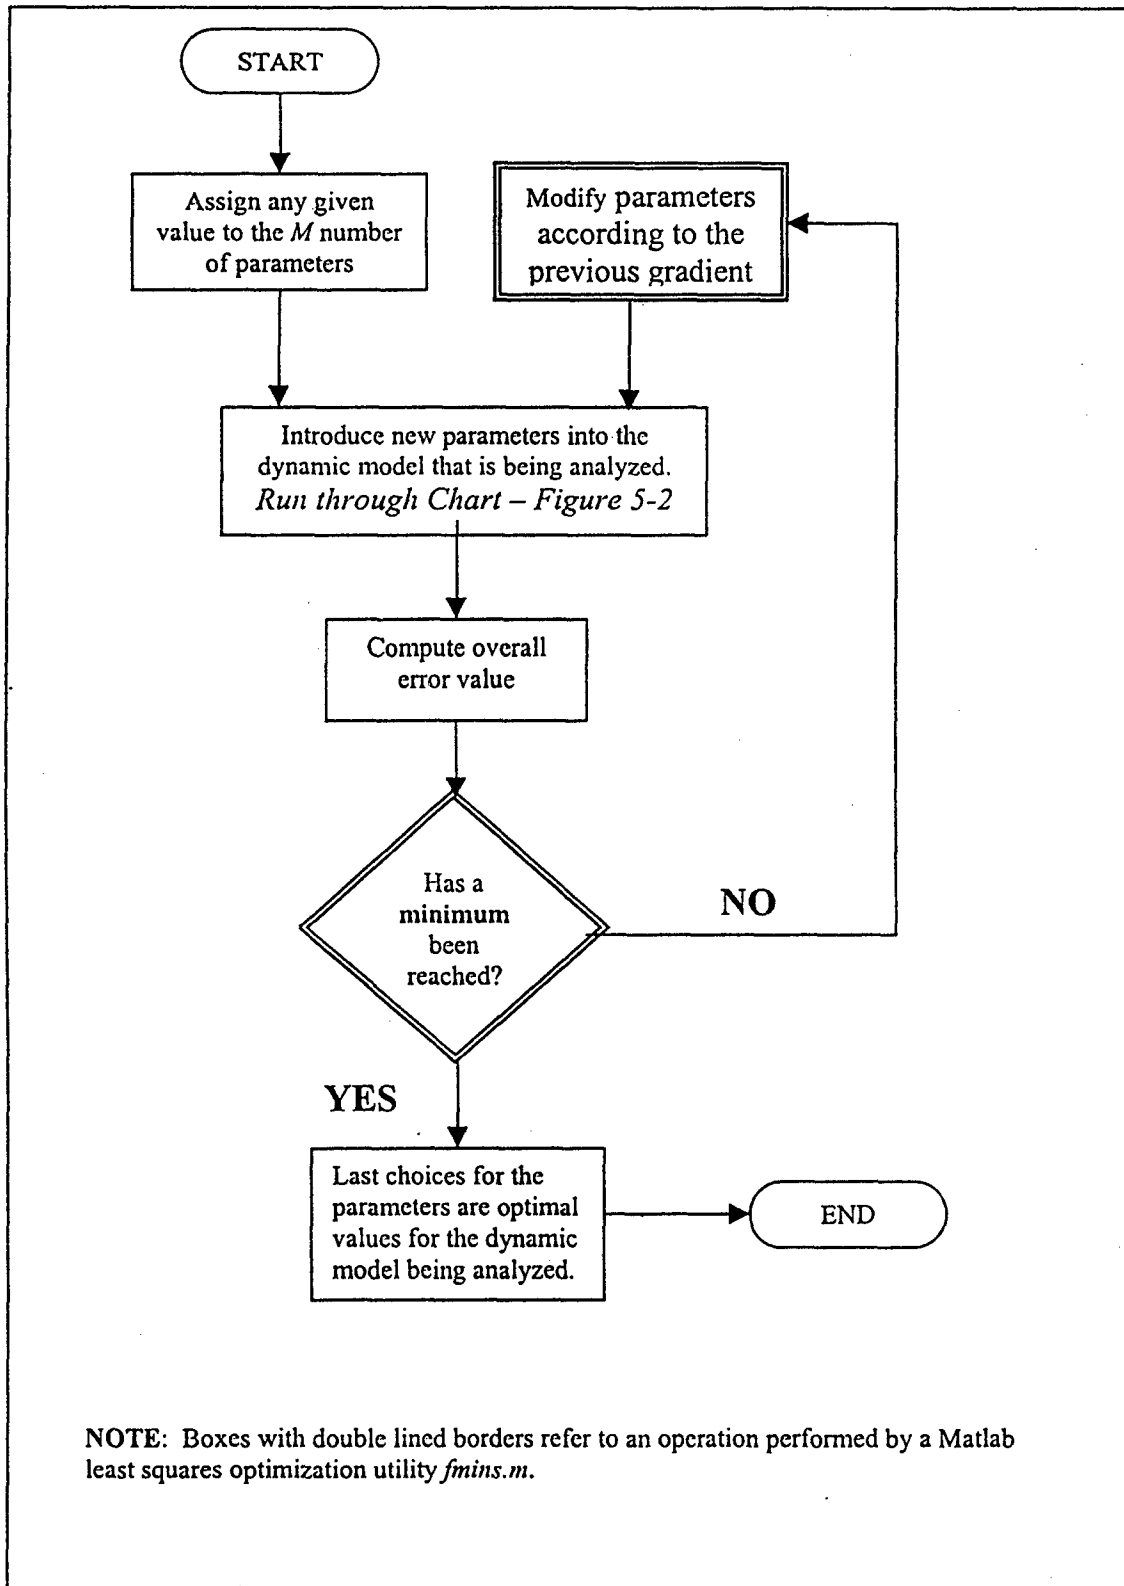 START
Assign any given
value to the M number
of parameters
Modify parameters
according to the
previous gradient
Introduce new parameters into the
dynamic model that is being analyzed.
Run through Chart – Figure 5-2
Compute overall
error value
Has a
minimum
been
reached?
NO
YES
Last choices for the
parameters are optimal
values for the dynamic
model being analyzed.
END
NOTE: Boxes with double lined borders refer to an operation performed by a Matlab
least squares optimization utility fmins.m.